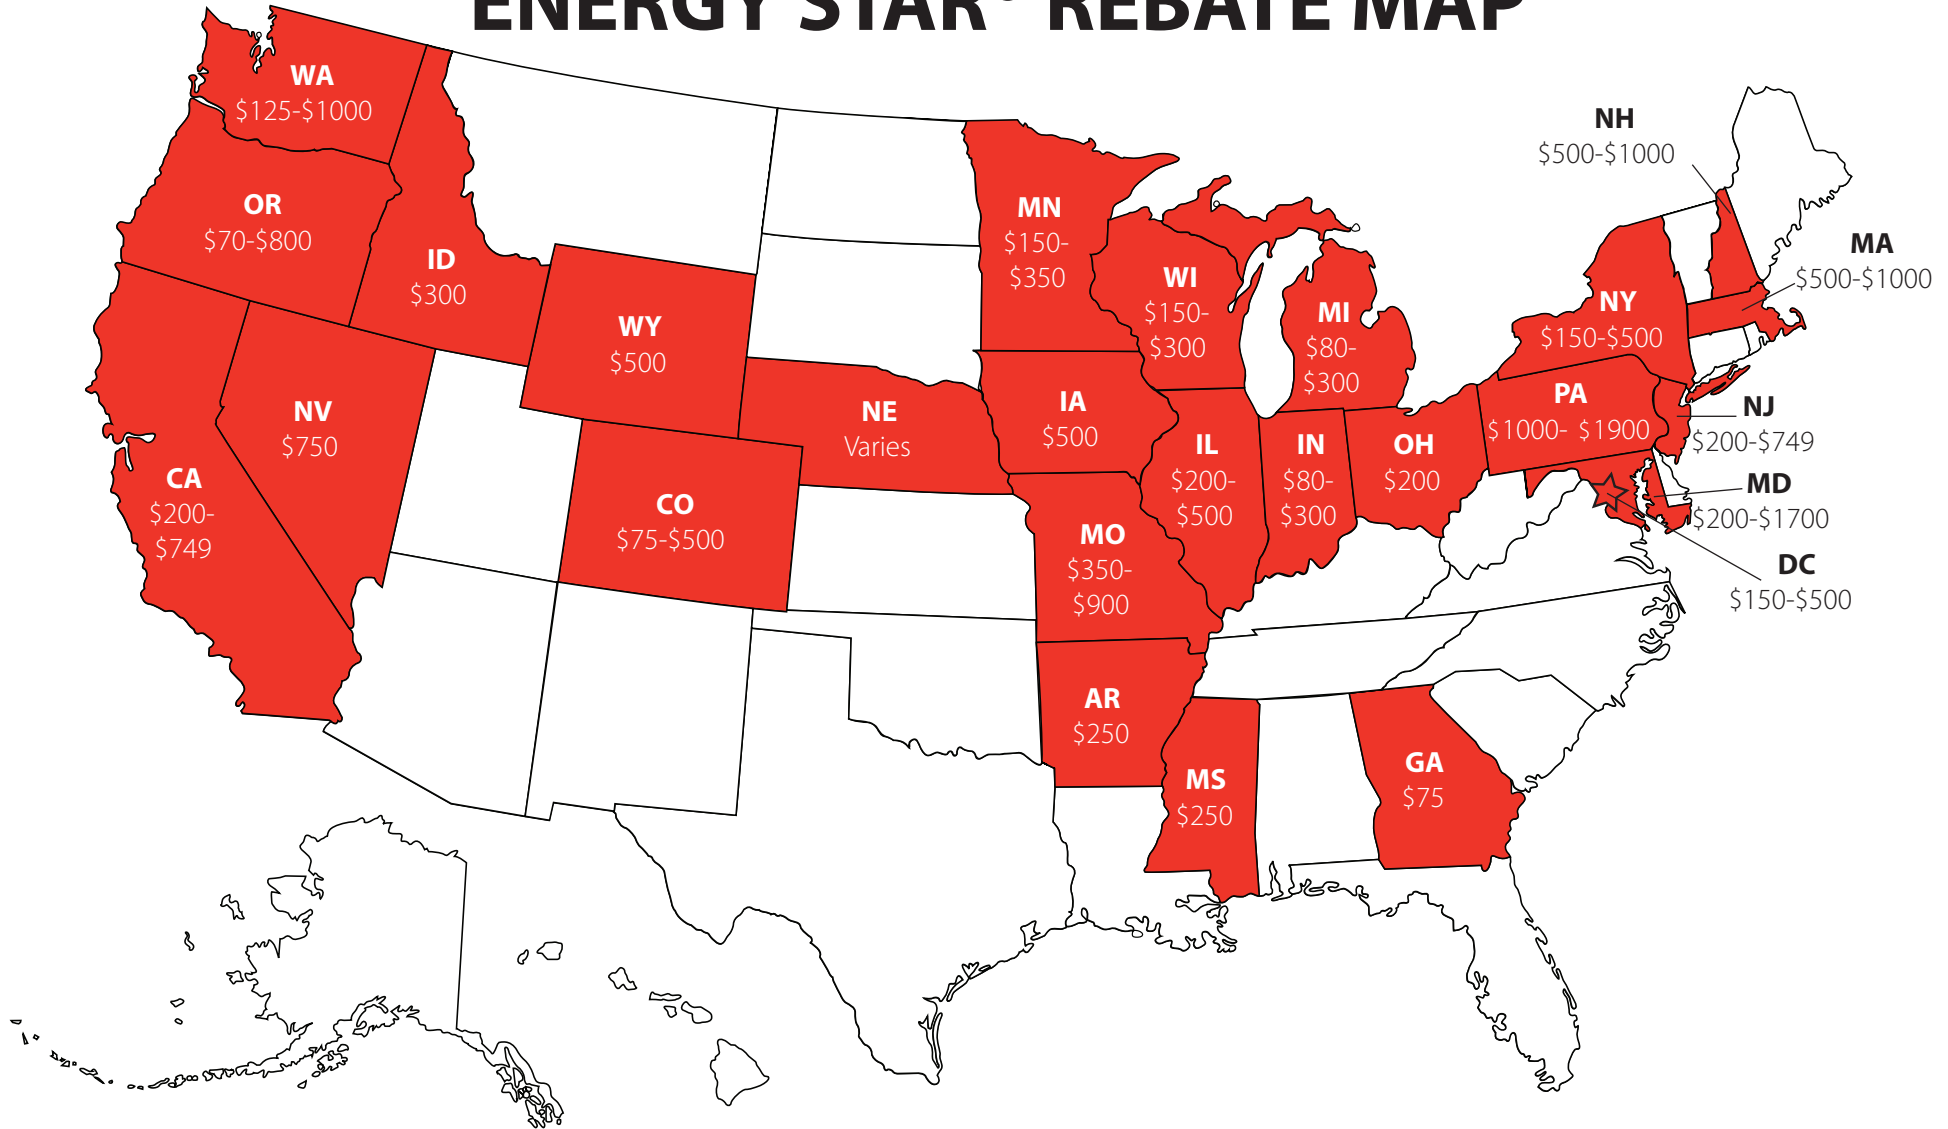 ENERGY STAR® REBATE MAP
WA
$125-$1000
OR
$70-$800
ID
$300
WY
$500
NV
$750
CA
$200-
$749
CO
$75-$500
NE
Varies
MN
$150-
$350
WI
$150-
$300
MI
$80-
$300
IA
$500
IL
$200-
$500
IN
$80-
$300
OH
$200
MO
$350-
$900
AR
$250
MS
$250
GA
$75
NH
$500-$1000
MA
$500-$1000
NY
$150-$500
PA
$1000- $1900
NJ
$200-$749
MD
$200-$1700
DC
$150-$500